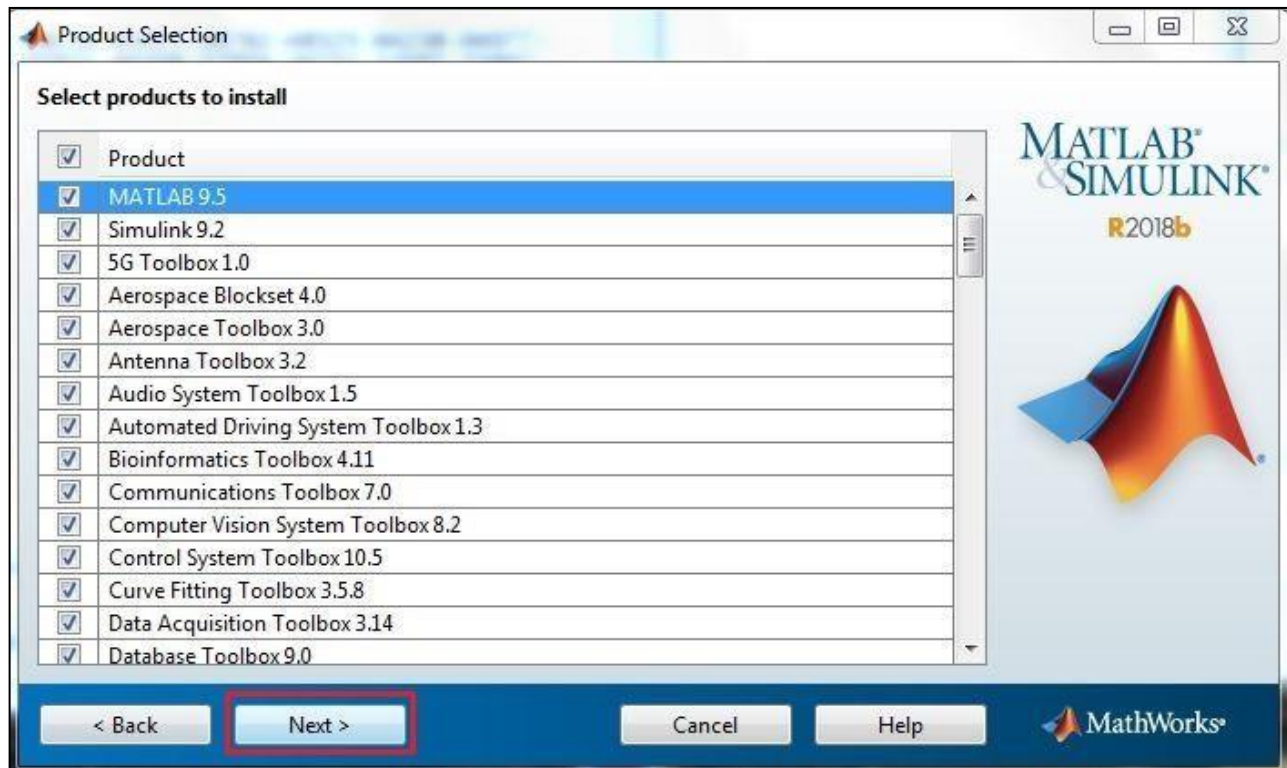 Product Selection
Select products to install
Product
MATLAB 9.5
Simulink 9.2
5G Toolbox 1.0
Aerospace Blockset 4.0
Aerospace Toolbox 3.0
Antenna Toolbox 3.2
Audio System Toolbox 1.5
Automated Driving System Toolbox 1.3
Bioinformatics Toolbox 4.11
Communications Toolbox 7.0
Computer Vision System Toolbox 8.2
Control System Toolbox 10.5
Curve Fitting Toolbox 3.5.8
Data Acquisition Toolbox 3.14
Database Toolbox 9.0
MATLAB®
&SIMULINK®
R2018b
®
< Back
Next >
Cancel
Help
MathWorks®